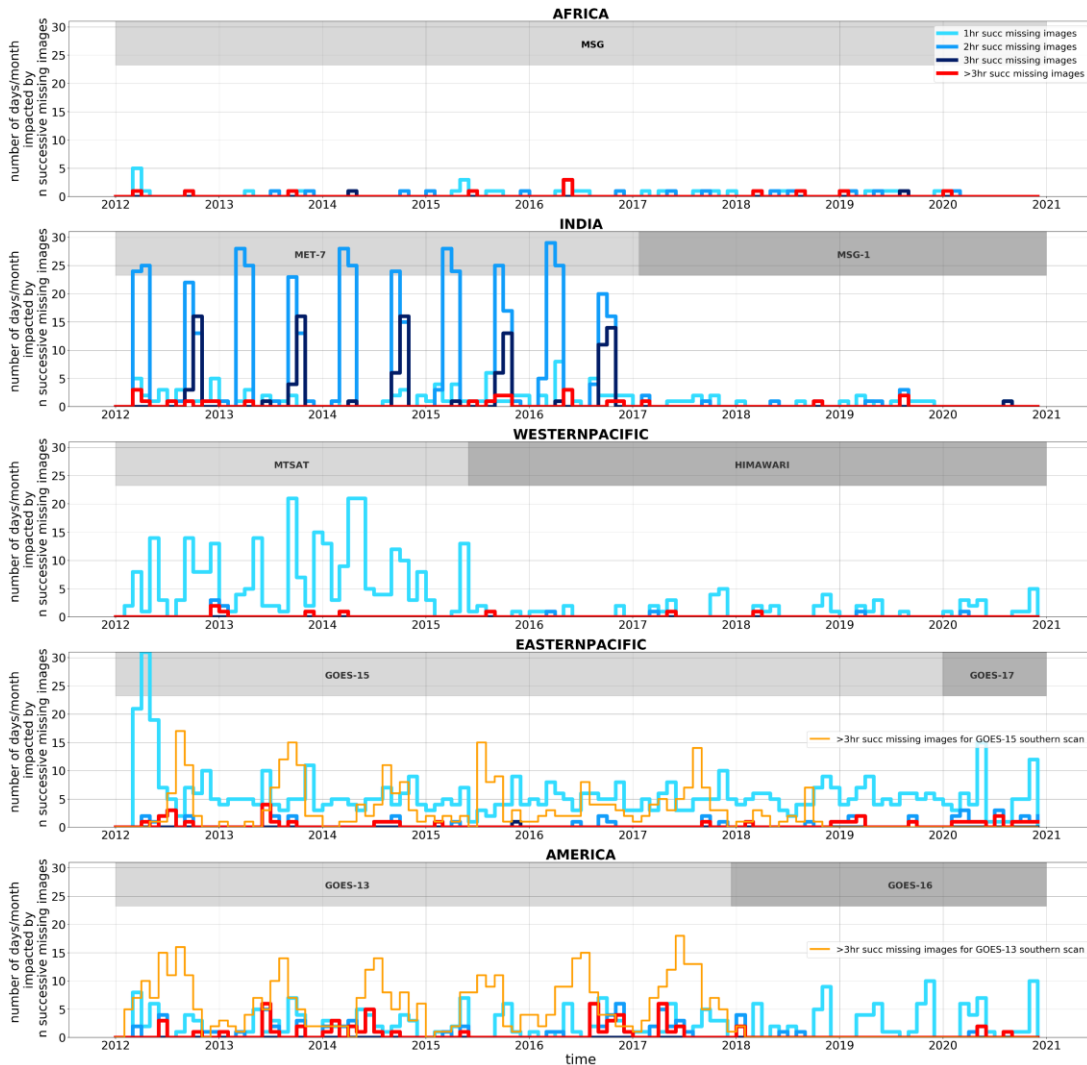 AFRICA
number of days/month
impacted by
n successive missing images
30
25
20
15
10
5
0
MSG
1hr succ missing images
2hr succ missing images
3hr succ missing images
>3hr succ missing images
2012 2013 2014 2015 2016 2017 2018 2019 2020 2021
INDIA
number of days/month
impacted by
n successive missing images
30
25
20
15
10
5
0
MET-7 MSG-1
2012 2013 2014 2015 2016 2017 2018 2019 2020 2021
WESTERNPACIFIC
number of days/month
impacted by
n successive missing images
30
25
20
15
10
5
0
MTSAT HIMAWARI
2012 2013 2014 2015 2016 2017 2018 2019 2020 2021
EASTERNPACIFIC
number of days/month
impacted by
n successive missing images
30
25
20
15
10
5
0
GOES-15 GOES-17
>3hr succ missing images for GOES-15 southern scan
2012 2013 2014 2015 2016 2017 2018 2019 2020 2021
AMERICA
number of days/month
impacted by
n successive missing images
30
25
20
15
10
5
0
GOES-13 GOES-16
>3hr succ missing images for GOES-13 southern scan
2012 2013 2014 2015 2016 2017 2018 2019 2020 2021
time